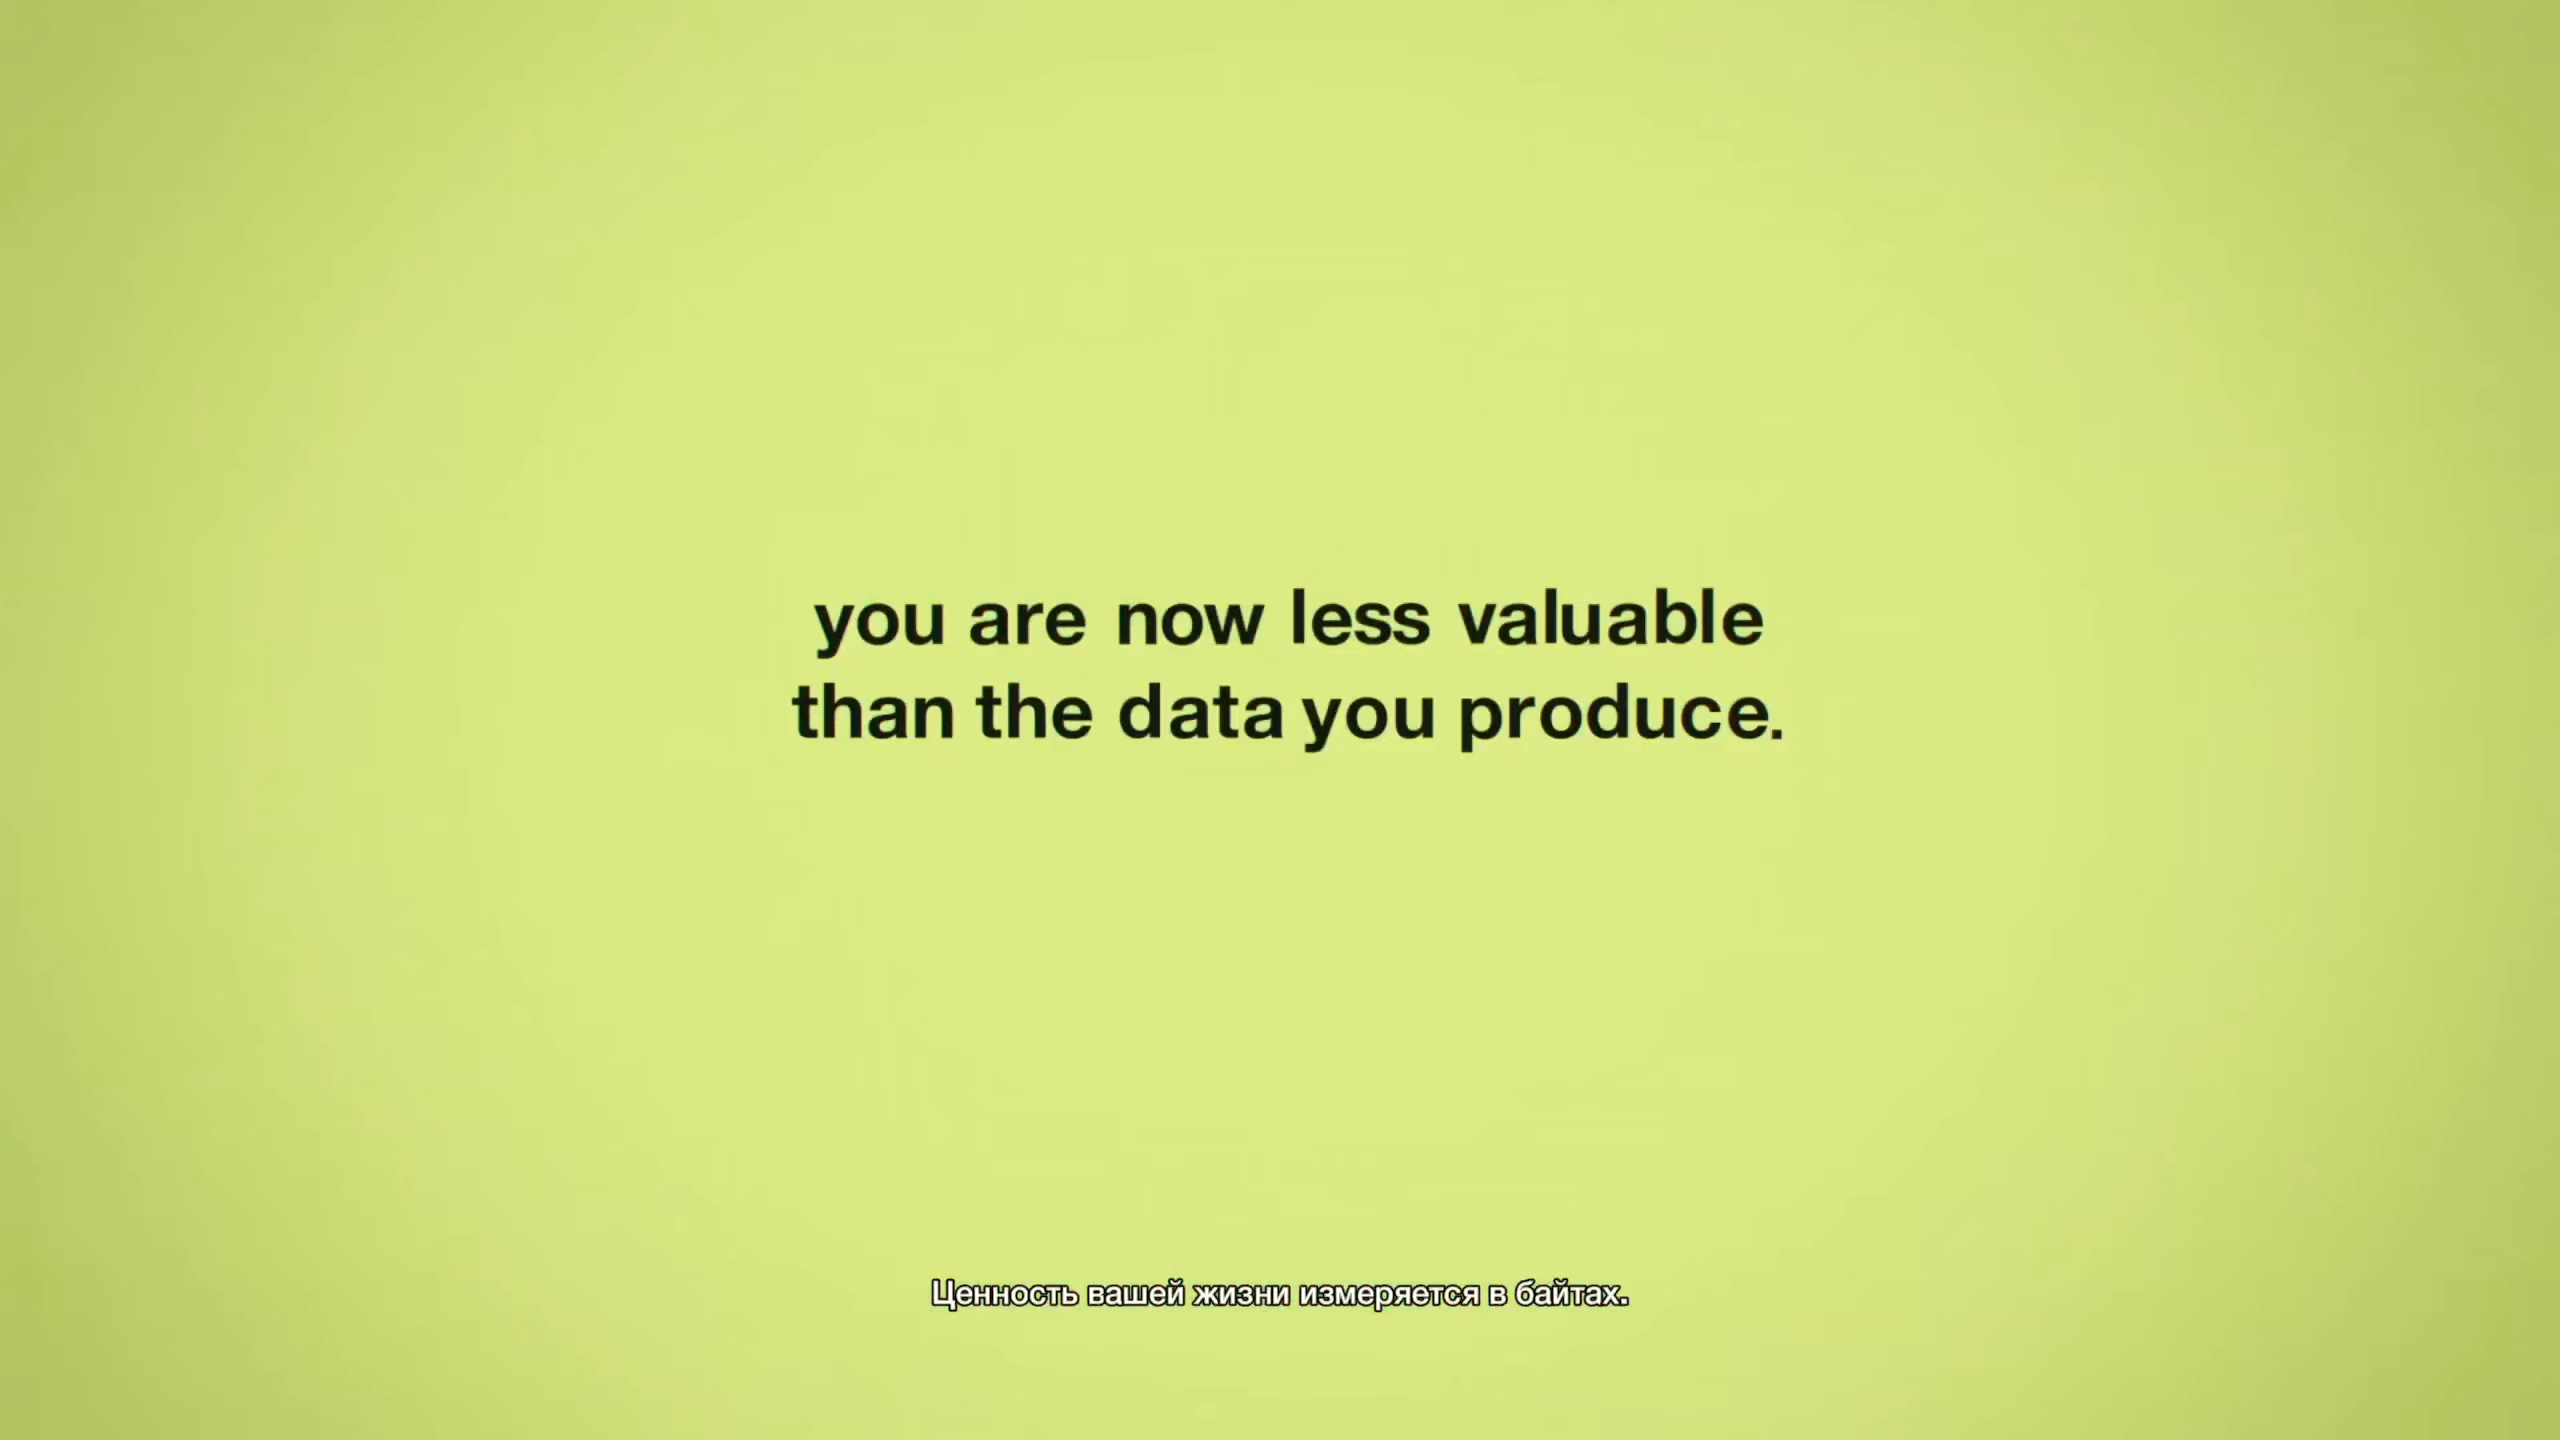 you are now less valuable
than the data you produce.
Ценность вашей жизни измеряется в байтах.